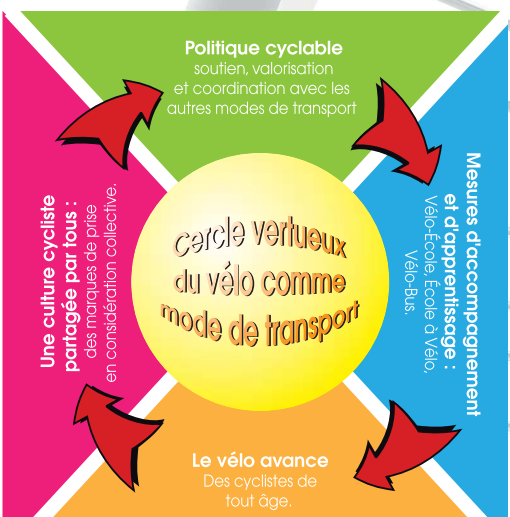 Politique cyclable
soutien, valorisation
et coordination avec les
autres modes de transport
Mesures d'accompagnement
et d'apprentissage :
Vélo-École, École à Vélo,
Vélo-Bus.
Le vélo avance
Des cyclistes de
tout âge.
Une culture cycliste
partagée par tous :
des marques de prise
en considération collective.
Cercle vertueux
du vélo comme
mode de transport